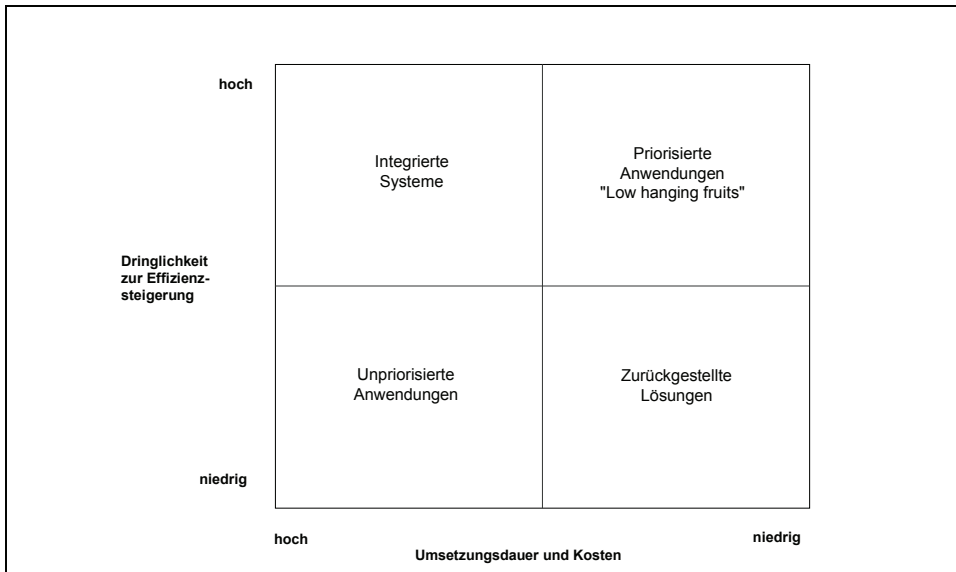 hoch
Integrierte
Systeme
Priorisierte
Anwendungen
"Low hanging fruits"
Dringlichkeit
zur Effizienz-
steigerung
Unpriorisierte
Anwendungen
Zurückgestellte
Lösungen
niedrig
hoch
niedrig
Umsetzungsdauer und Kosten